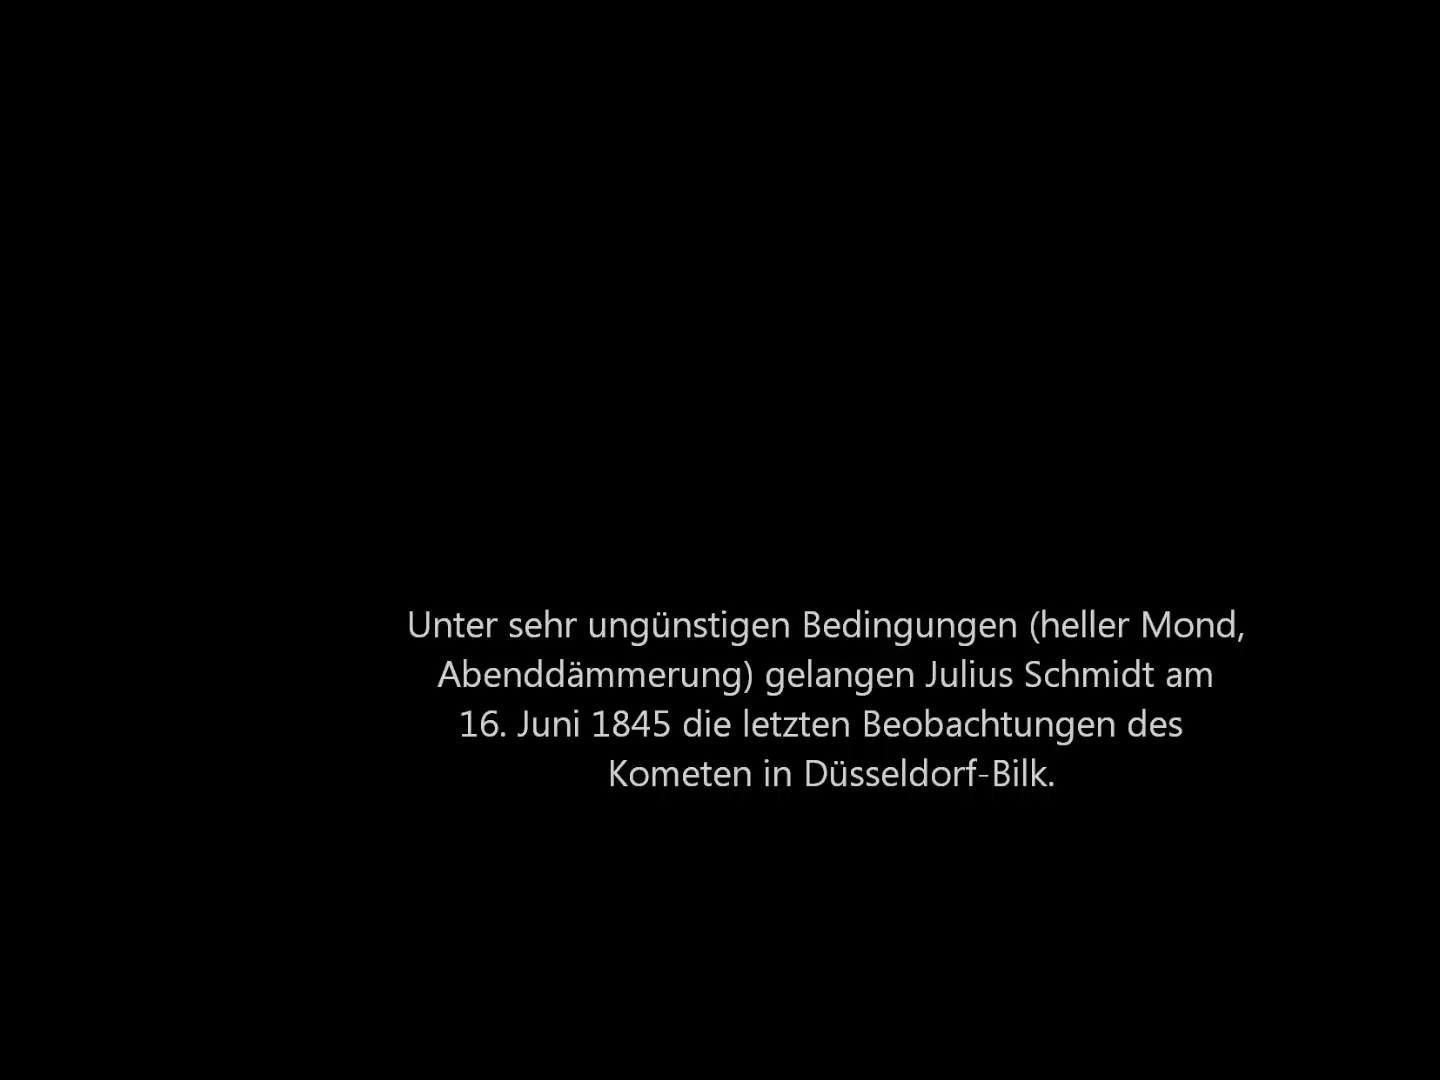 Unter sehr ungünstigen Bedingungen (heller Mond,
Abenddämmerung) gelangen Julius Schmidt am
16. Juni 1845 die letzten Beobachtungen des
Kometen in Düsseldorf-Bilk.